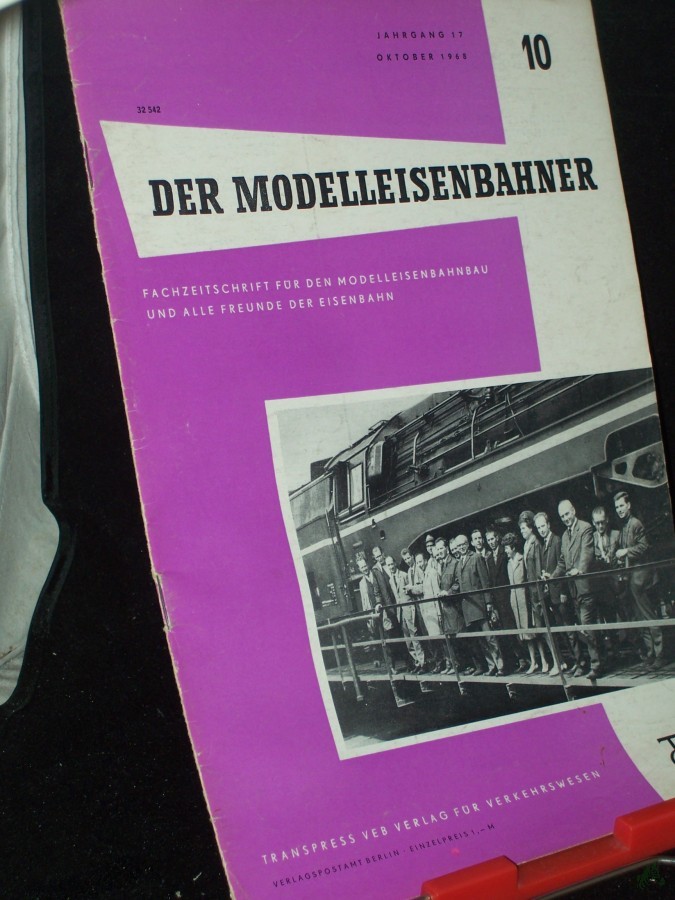 JAHRGANG 17
OKTOBER 1968
10
32 542
DER MODELLEISENBAHNER
FACHZEITSCHRIFT FÜR DEN MODELLEISENBAHNBAU
UND ALLE FREUNDE DER EISENBAHN
TRANSPRESS VEB VERLAG FÜR VERKEHRSWESEN
VERLAGSPOSTAMT BERLIN · EINZELPREIS 1,– M